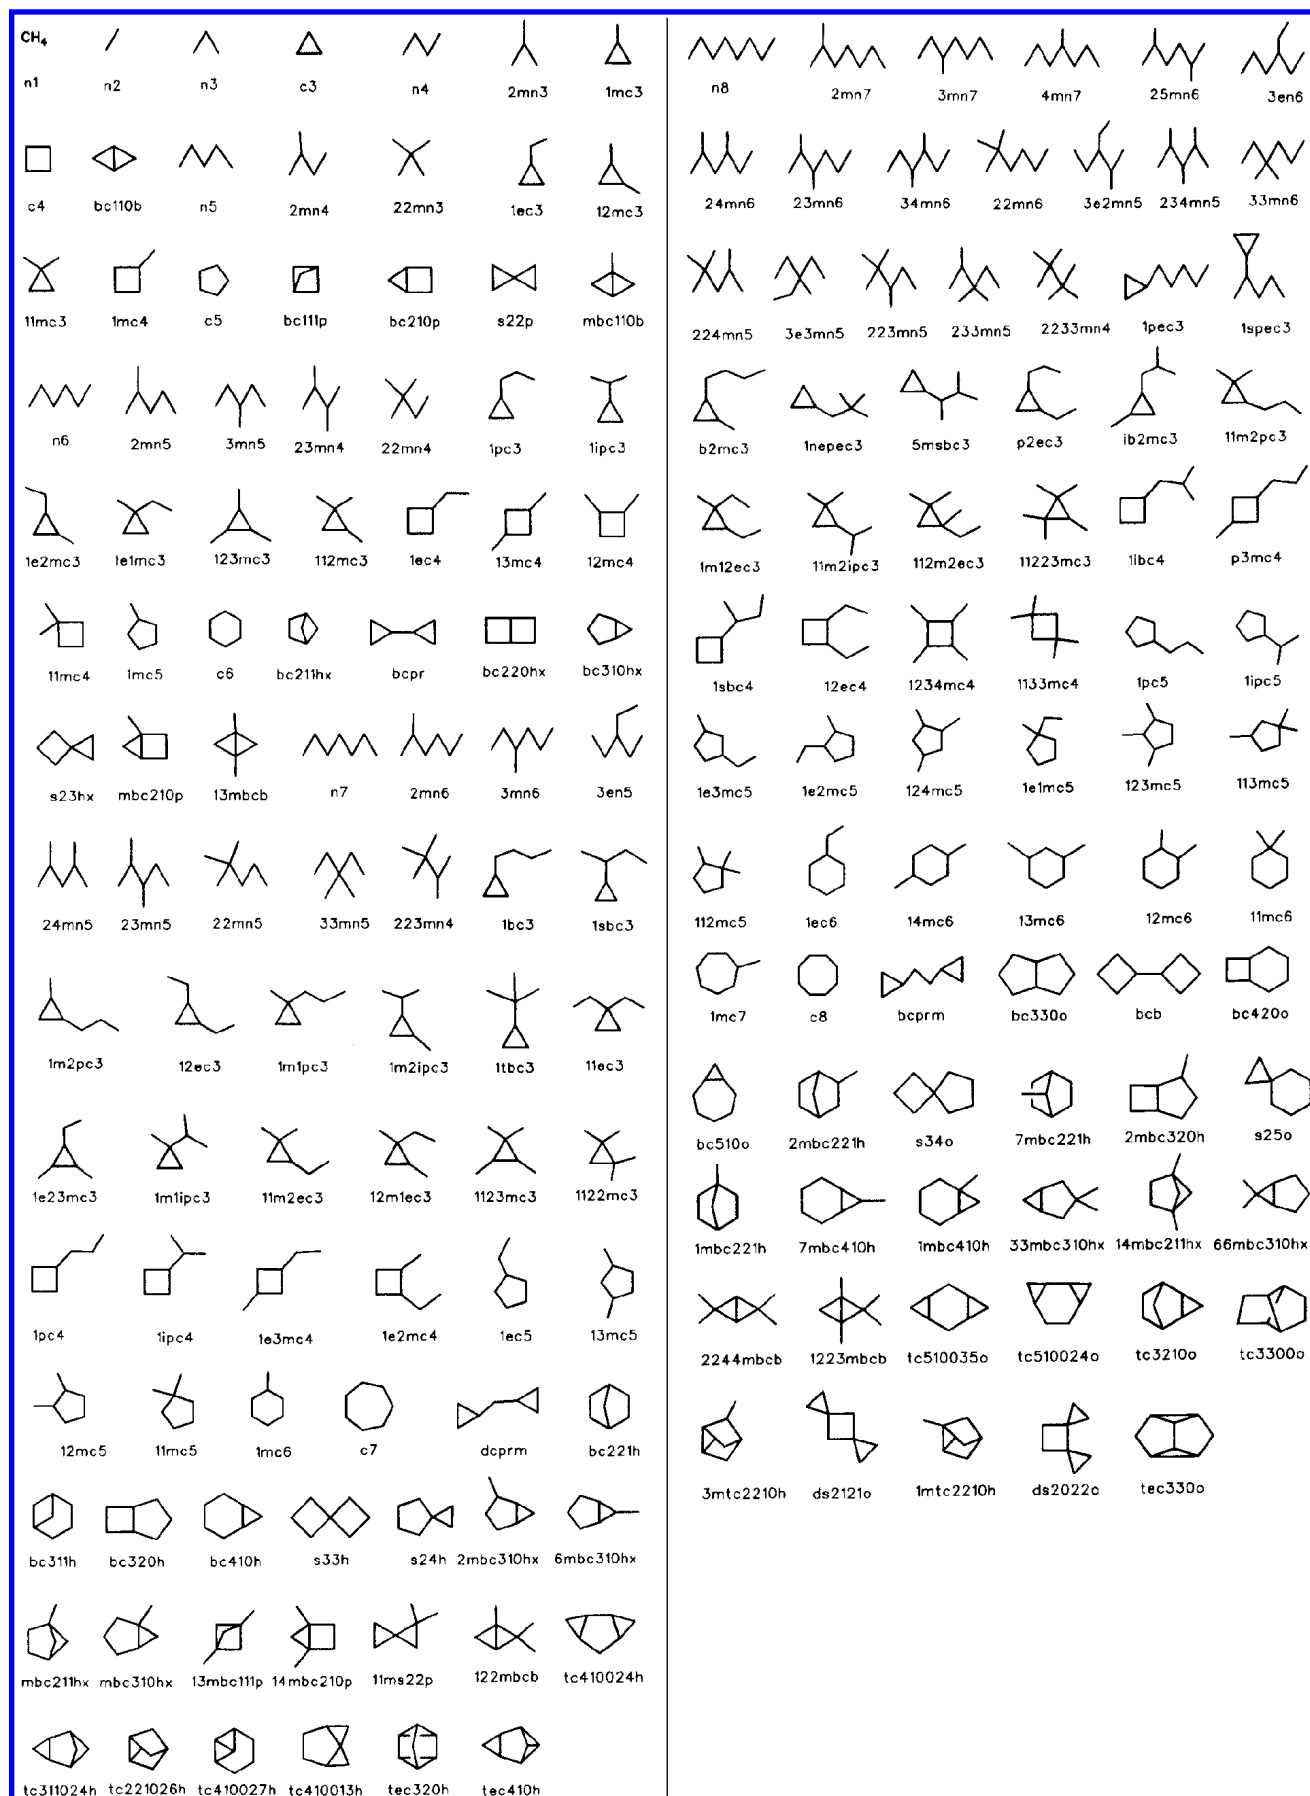 CH4
n1 n2 n3 c3 n4 2mn3 1mc3
c4 bc110b n5 2mn4 22mn3 1ec3 12mc3
11mc3 1mc4 c5 bc111p bc210p s22p mbc110b
n6 2mn5 3mn5 23mn4 22mn4 1pc3 1ipc3
1e2mc3 1e1mc3 123mc3 112mc3 1ec4 13mc4 12mc4
11mc4 1mc5 c6 bc211hx bcpr bc220hx bc310hx
s23hx mbc210p 13mbcb n7 2mn6 3mn6 3en5
24mn5 23mn5 22mn5 33mn5 223mn4 1bc3 1sbc3
1m2pc3 12ec3 1m1pc3 1m2ipc3 1tbc3 11ec3
1e23mc3 1m1ipc3 11m2ec3 12m1ec3 1123mc3 1122mc3
1pc4 1ipc4 1e3mc4 1e2mc4 1ec5 13mc5
12mc5 11mc5 1mc6 c7 dcprm bc221h
bc311h bc320h bc410h s33h s24h 2mbc310hx 6mbc310hx
mbc211hx mbc310hx 13mbc111p 14mbc210p 11ms22p 122mbcb tc410024h
tc311024h tc221026h tc410027h tc410013h tec320h tec410h
n8 2mn7 3mn7 4mn7 25mn6 3en6
24mn6 23mn6 34mn6 22mn6 3e2mn5 234mn5 33mn6
224mn5 3e3mn5 223mn5 233mn5 2233mn4 1pec3 1spec3
b2mc3 1nepec3 5msbc3 p2ec3 ib2mc3 11m2pc3
1m12ec3 11m2ipc3 112m2ec3 11223mc3 1ibc4 p3mc4
1sbc4 12ec4 1234mc4 1133mc4 1pc5 1ipc5
1e3mc5 1e2mc5 124mc5 1e1mc5 123mc5 113mc5
112mc5 1ec6 14mc6 13mc6 12mc6 11mc6
1mc7 c8 bcprm bc330o bcb bc420o
bc510o 2mbc221h s34o 7mbc221h 2mbc320h s25o
1mbc221h 7mbc410h 1mbc410h 33mbc310hx 14mbc211hx 66mbc310hx
2244mbcb 1223mbcb tc510035o tc510024o tc3210o tc3300o
3mtc2210h ds2121o 1mtc2210h ds2022o tec330o